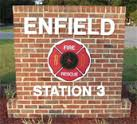 ENFIELD
FIRE
RESCUE
STATION 3